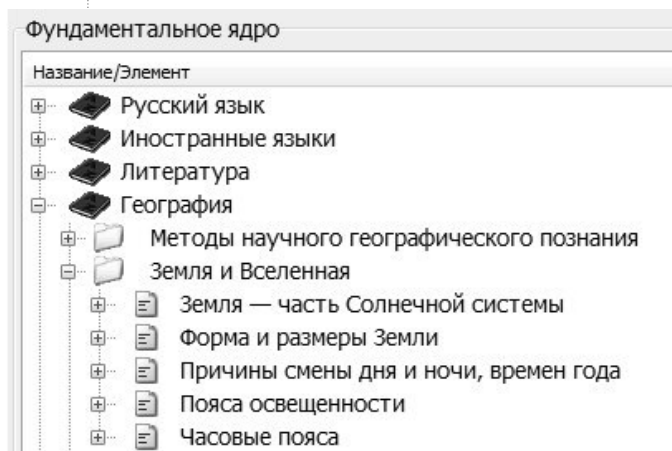 Фундаментальное ядро
Название/Элемент
Русский язык
Иностранные языки
Литература
География
Методы научного географического познания
Земля и Вселенная
Земля — часть Солнечной системы
Форма и размеры Земли
Причины смены дня и ночи, времен года
Пояса освещенности
Часовые пояса